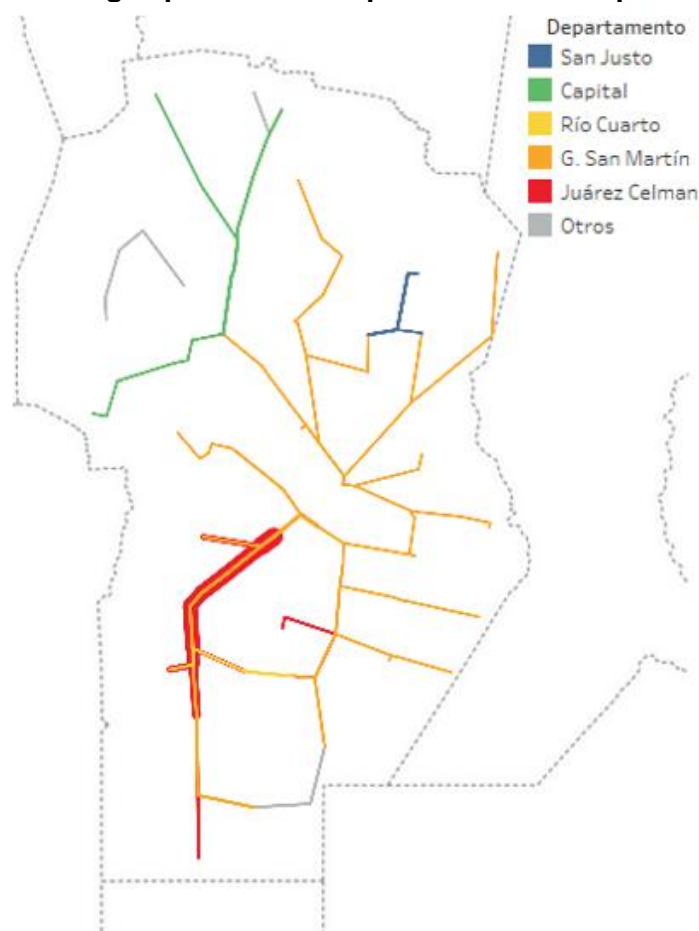 Departamento
San Justo
Capital
Río Cuarto
G. San Martín
Juárez Celman
Otros